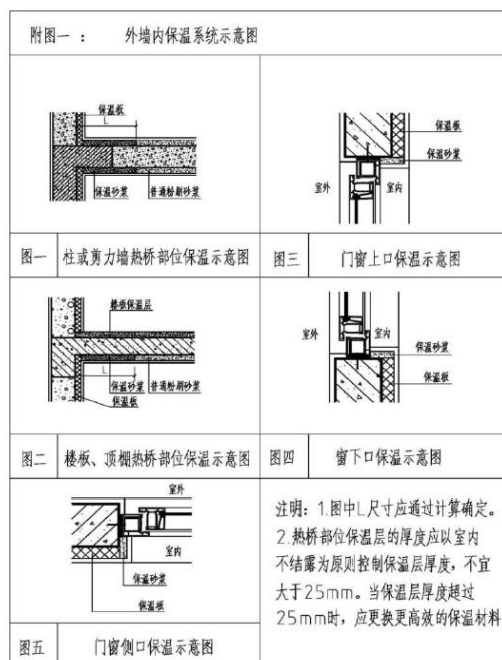 附图一 ： 外墙内保温系统示意图
保温板
L
保温砂浆 普通粉刷砂浆
图一 柱或剪力墙热桥部位保温示意图
保温板
保温砂浆
室外 室内
图三 门窗上口保温示意图
楼板保温层
L
保温砂浆 普通粉刷砂浆
保温板
图二 楼板、顶棚热桥部位保温示意图
室外 室内
保温砂浆
保温板
图四 窗下口保温示意图
室外
室内
保温砂浆
保温板
图五 门窗侧口保温示意图
注明：1.图中L尺寸应通过计算确定。
2.热桥部位保温层的厚度应以室内
不结露为原则控制保温层厚度，不宜
大于25mm。当保温层厚度超过
25mm时，应更换更高效的保温材料